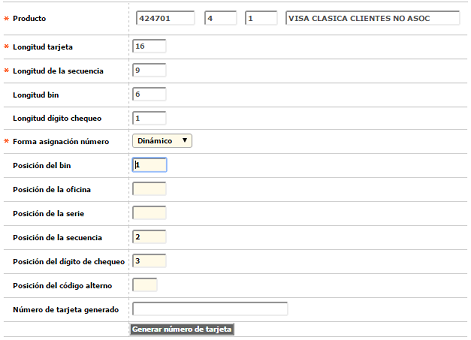 * Producto 424701 4 1 VISA CLASICA CLIENTES NO ASOC
* Longitud tarjeta 16
* Longitud de la secuencia 9
Longitud bin 6
Longitud dígito chequeo 1
* Forma asignación número Dinámico
Posición del bin 1
Posición de la oficina
Posición de la serie
Posición de la secuencia 2
Posición del dígito de chequeo 3
Posición del código alterno
Número de tarjeta generado
Generar número de tarjeta